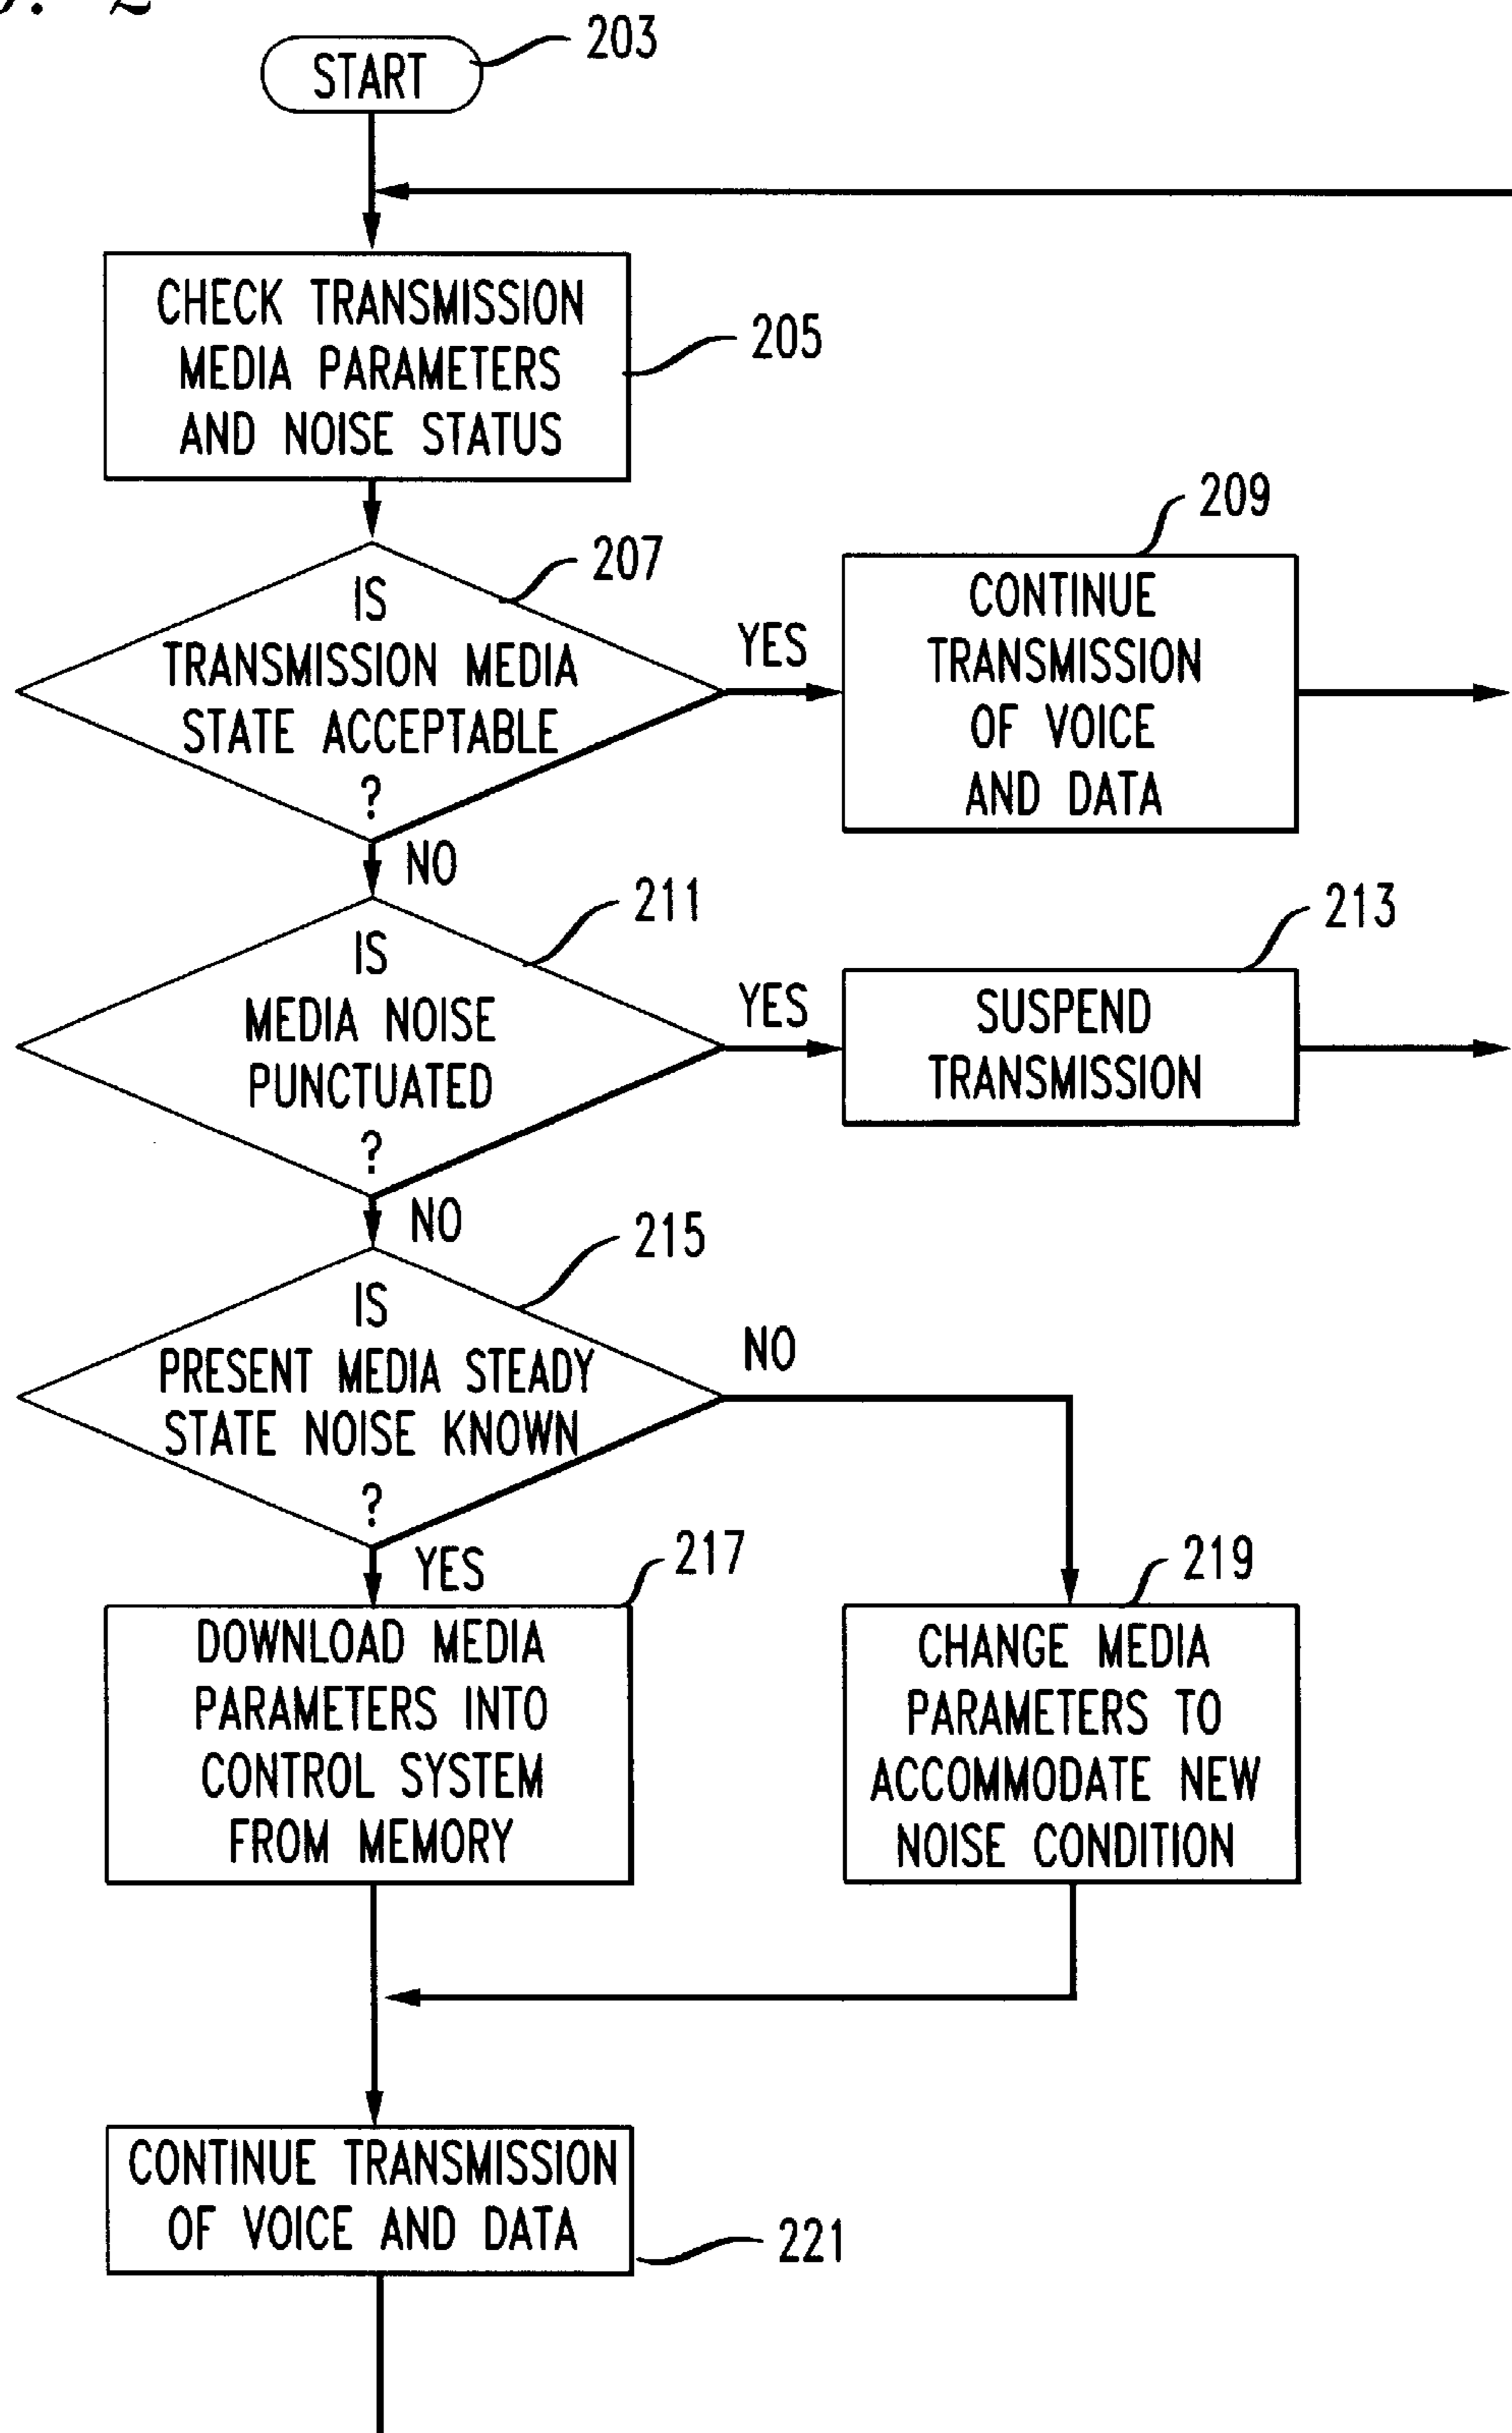 2
START
203
CHECK TRANSMISSION
MEDIA PARAMETERS
AND NOISE STATUS
205
IS
TRANSMISSION MEDIA
STATE ACCEPTABLE
?
207
YES
NO
CONTINUE
TRANSMISSION
OF VOICE
AND DATA
209
IS
MEDIA NOISE
PUNCTUATED
?
211
YES
NO
SUSPEND
TRANSMISSION
213
IS
PRESENT MEDIA STEADY
STATE NOISE KNOWN
?
215
NO
YES
DOWNLOAD MEDIA
PARAMETERS INTO
CONTROL SYSTEM
FROM MEMORY
217
CHANGE MEDIA
PARAMETERS TO
ACCOMMODATE NEW
NOISE CONDITION
219
CONTINUE TRANSMISSION
OF VOICE AND DATA
221